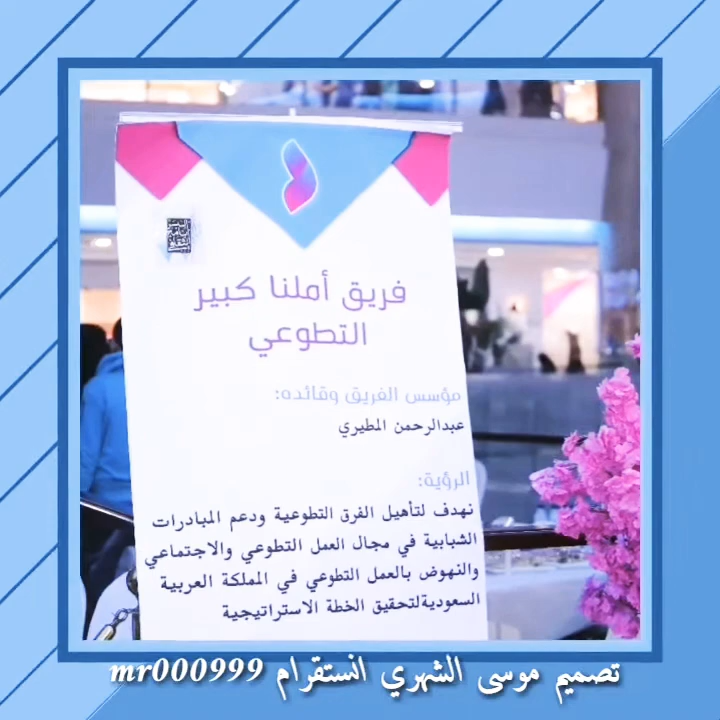 فريق أملنا كبير
التطوعي
مؤسس الفريق وقائده:
عبدالرحمن المطيري
الرؤية:
نهدف لتأهيل الفرق التطوعية ودعم المبادرات
الشبابية في مجال العمل التطوعي والاجتماعي
والنهوض بالعمل التطوعي في المملكة العربية
السعوديةلتحقيق الخطة الاستراتيجية
تصميم موسى الشهري انستقرام mr000999